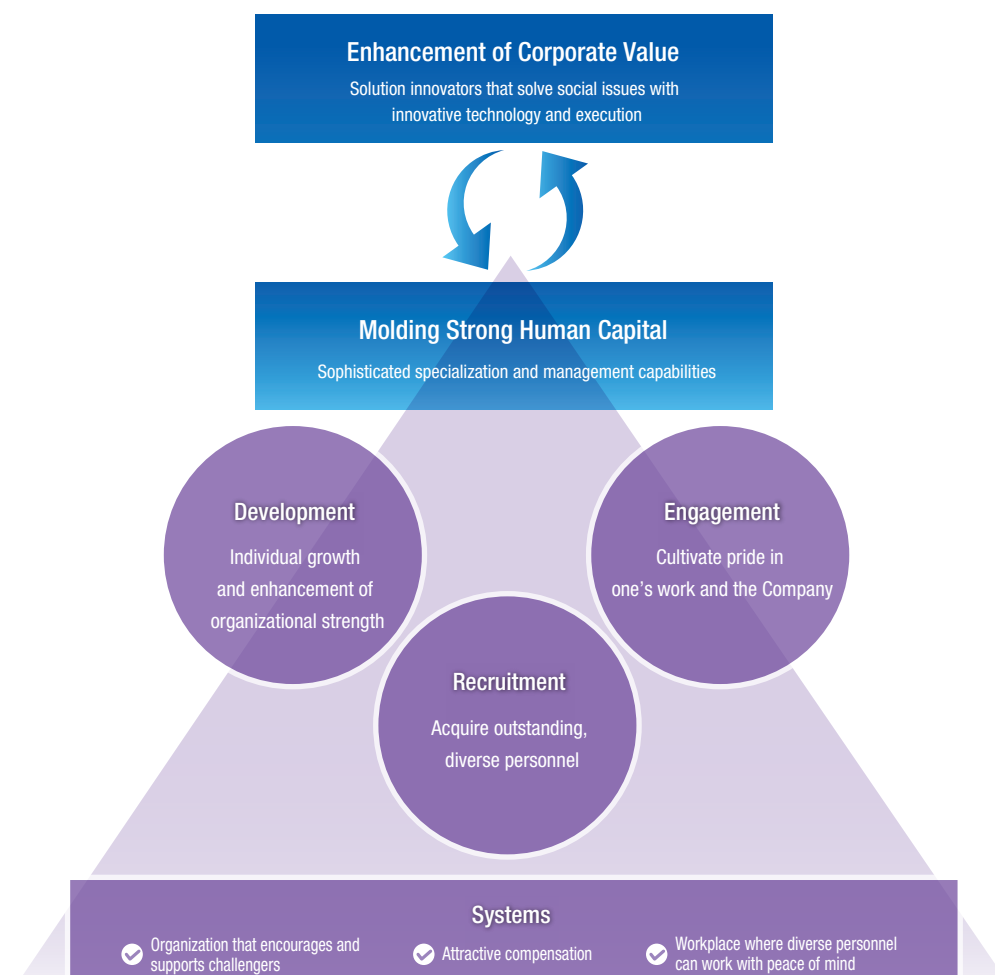 Enhancement of Corporate Value
Solution innovators that solve social issues with
innovative technology and execution
Molding Strong Human Capital
Sophisticated specialization and management capabilities
Development
Individual growth
and enhancement of
organizational strength
Engagement
Cultivate pride in
one's work and the Company
Recruitment
Acquire outstanding,
diverse personnel
Systems
Organization that encourages and
supports challengers
Attractive compensation
Workplace where diverse personnel
can work with peace of mind